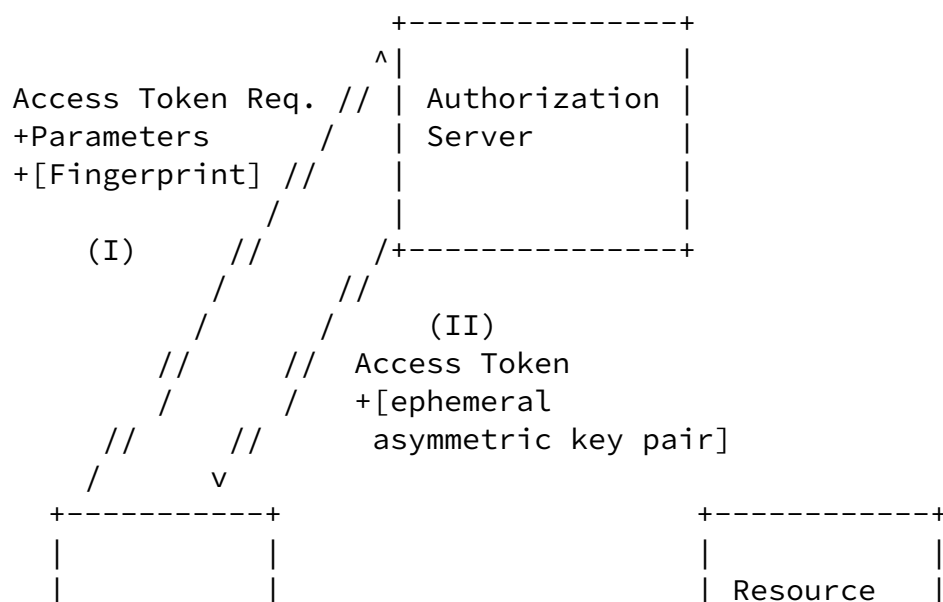 Access Token Req.
+Parameters
+[Fingerprint]
Authorization
Server
(I)
(II)
Access Token
+[ephemeral
asymmetric key pair]
Resource